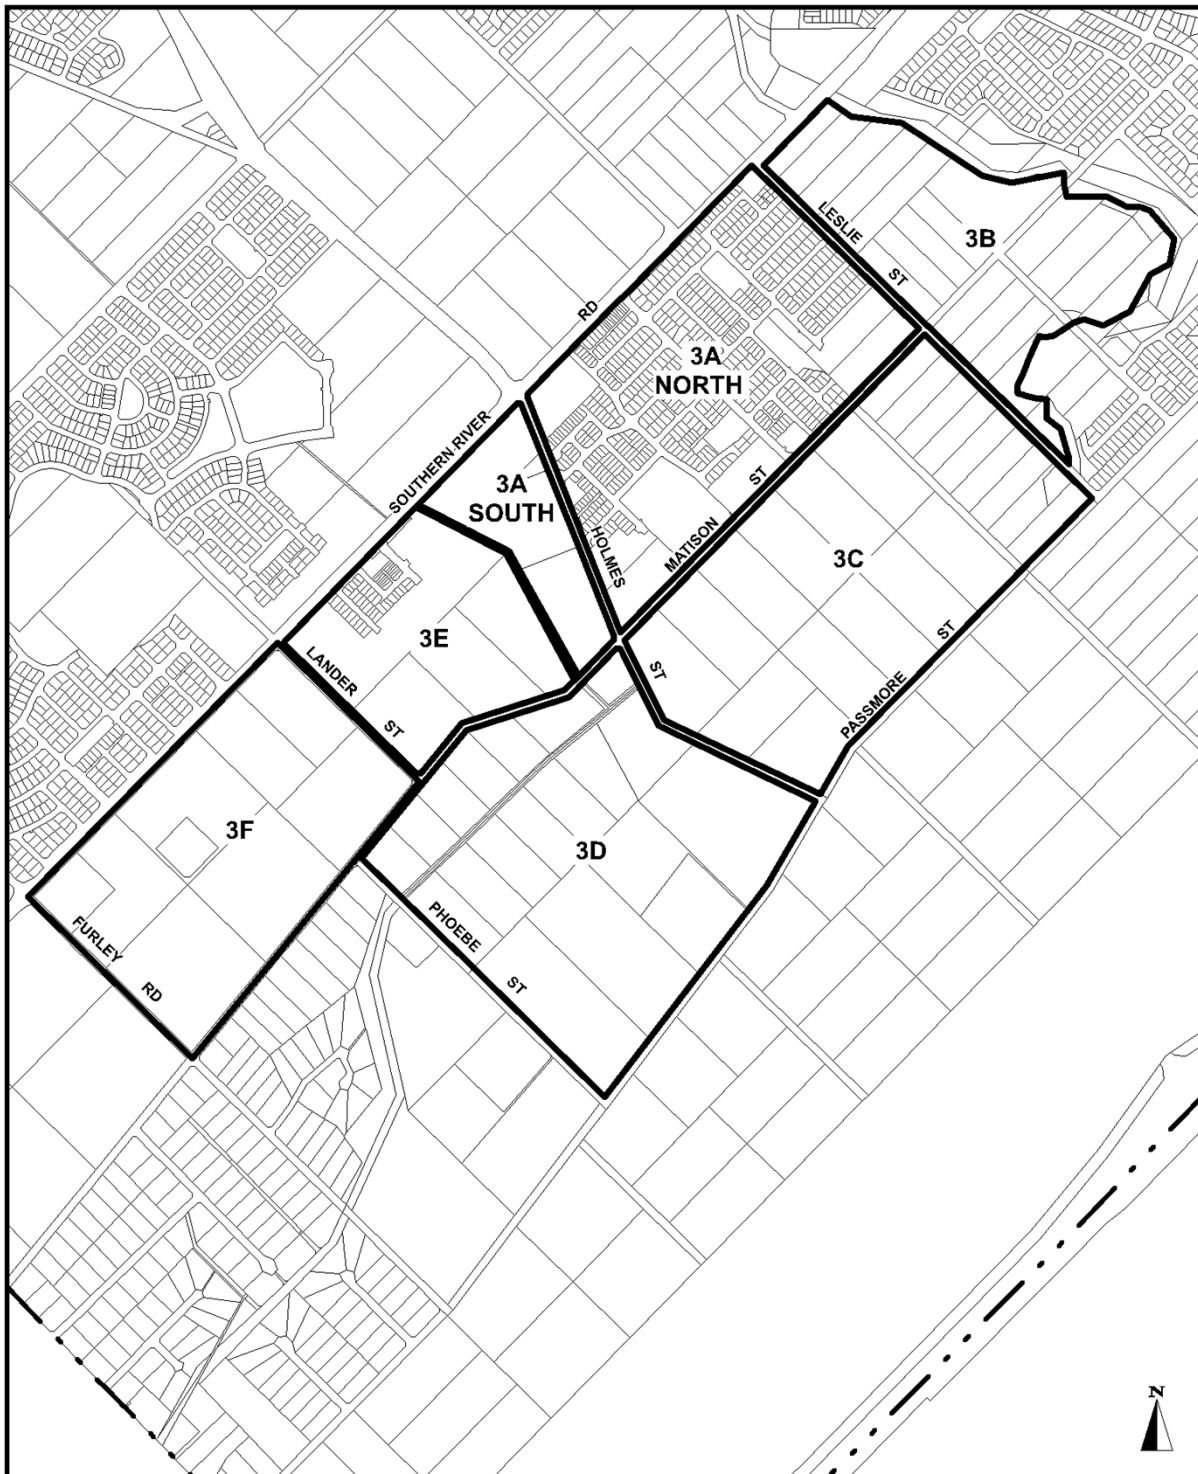 LESLIE
ST
3B
RD
3A
NORTH
SOUTHERN RIVER
3A
SOUTH
HOLMES
ST
MATISON
ST
3C
3E
LANDER
ST
PASSMORE
ST
3F
3D
FURLEY
RD
PHOEBE
ST
N